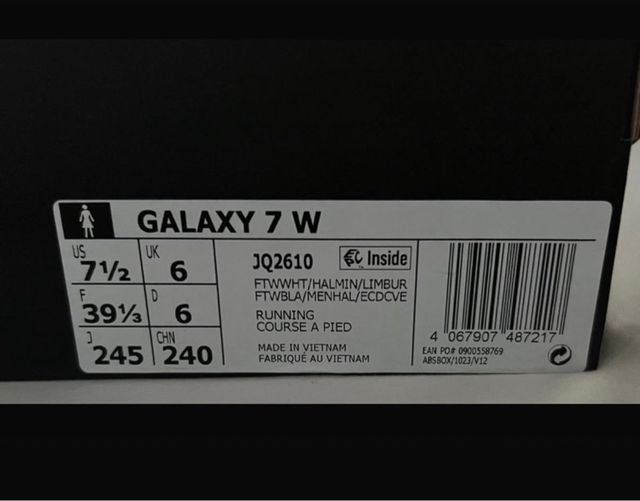 GALAXY 7 W
US 7½ UK 6
F 39⅓ D 6
J 245 CHN 240
JQ2610 Inside
FTWWHT/HALMIN/LIMBUR
FTWBLA/MENHAL/ECDCVE
RUNNING
COURSE A PIED
MADE IN VIETNAM
FABRIQUÉ AU VIETNAM
4 067907 487217
EAN PO# 0900558769
ABSBOX/1023/V12